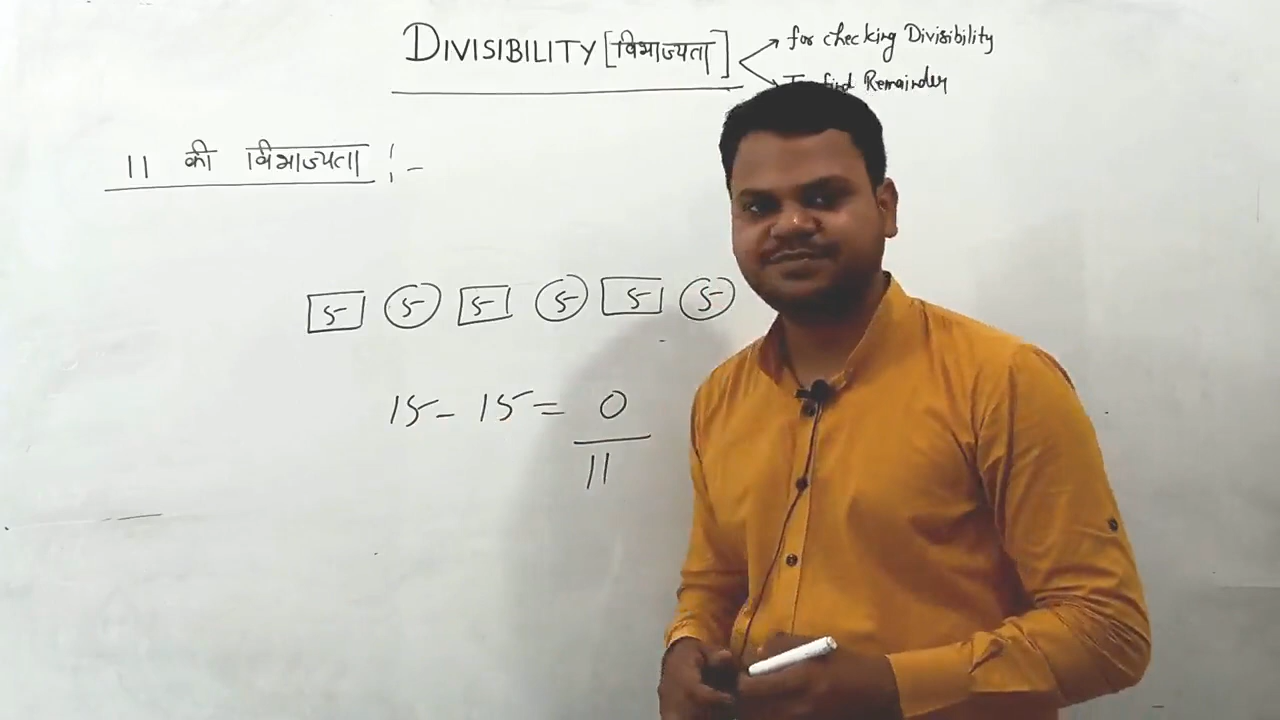 DIVISIBILITY [विभाज्यता]
for checking Divisibility
To find Remainder
11 की विभाज्यता :-
5 5 5 5 5 5
15 - 15 = 0
11